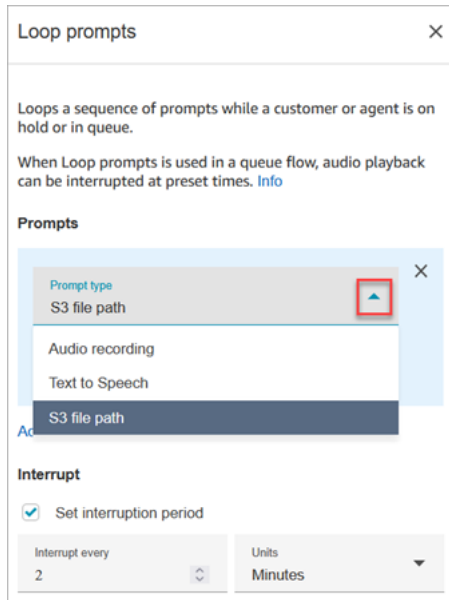 Loop prompts
Loops a sequence of prompts while a customer or agent is on
hold or in queue.
When Loop prompts is used in a queue flow, audio playback
can be interrupted at preset times. Info
Prompts
Prompt type
S3 file path
Audio recording
Text to Speech
S3 file path
Interrupt
Set interruption period
Interrupt every
2
Units
Minutes